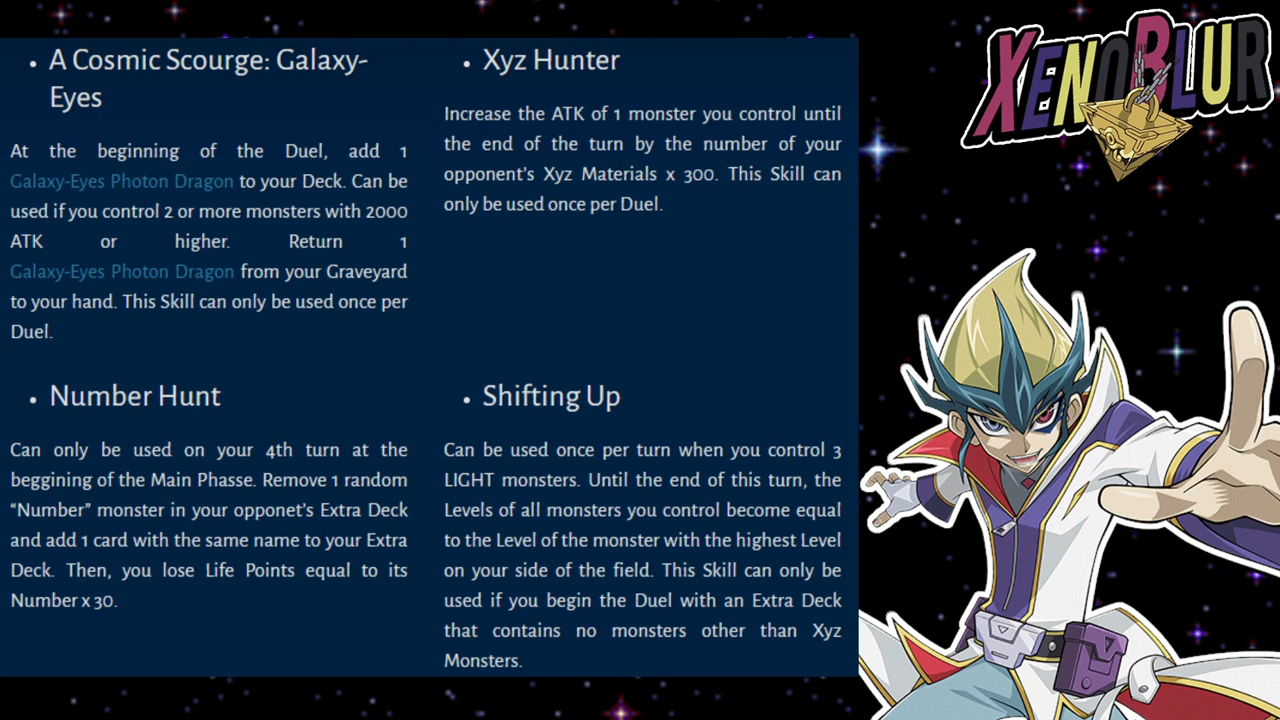 • A Cosmic Scourge: Galaxy-
Eyes
At the beginning of the Duel, add 1
Galaxy-Eyes Photon Dragon to your Deck. Can be
used if you control 2 or more monsters with 2000
ATK or higher. Return 1
Galaxy-Eyes Photon Dragon from your Graveyard
to your hand. This Skill can only be used once per
Duel.
• Xyz Hunter
Increase the ATK of 1 monster you control until
the end of the turn by the number of your
opponent's Xyz Materials x 300. This Skill can
only be used once per Duel.
• Number Hunt
Can only be used on your 4th turn at the
beggining of the Main Phasse. Remove 1 random
“Number” monster in your opponet's Extra Deck
and add 1 card with the same name to your Extra
Deck. Then, you lose Life Points equal to its
Number x 30.
• Shifting Up
Can be used once per turn when you control 3
LIGHT monsters. Until the end of this turn, the
Levels of all monsters you control become equal
to the Level of the monster with the highest Level
on your side of the field. This Skill can only be
used if you begin the Duel with an Extra Deck
that contains no monsters other than Xyz
Monsters.
XENOBLUR